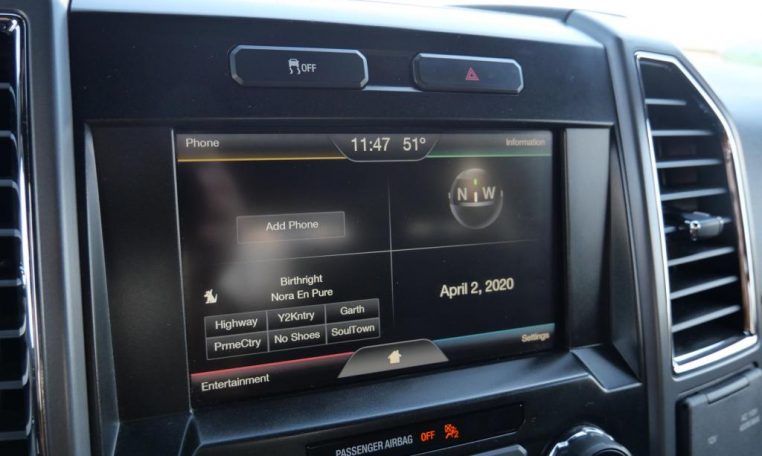 OFF
Phone 11:47 51° Information
N W
Add Phone
Birthright
Nora En Pure
April 2, 2020
Highway Y2Kntry Garth
PrmeCtry No Shoes SoulTown
Entertainment Settings
PASSENGER AIRBAG OFF 2